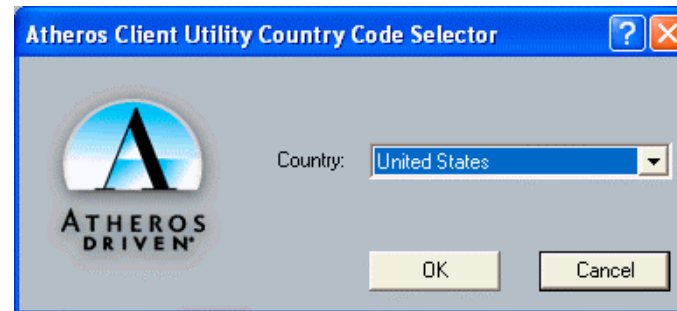 Atheros Client Utility Country Code Selector
Country: United States
ATHEROS
DRIVEN
OK Cancel